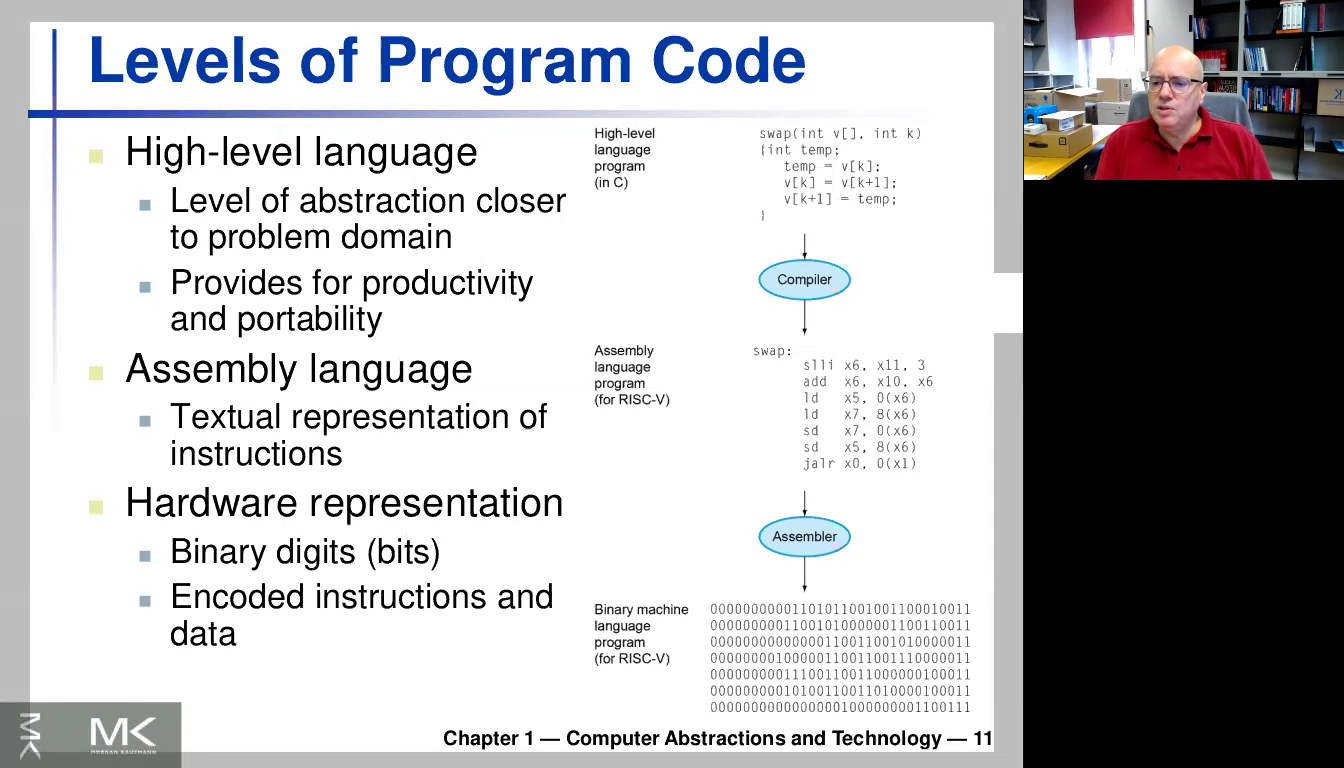 Levels of Program Code
High-level language
Level of abstraction closer
to problem domain
Provides for productivity
and portability
Assembly language
Textual representation of
instructions
Hardware representation
Binary digits (bits)
Encoded instructions and
data
High-level
language
program
(in C)
swap(int v[], int k)
{int temp;
temp = v[k];
v[k] = v[k+1];
v[k+1] = temp;
}
Compiler
Assembly
language
program
(for RISC-V)
swap:
slli x6, x11, 3
add x6, x10, x6
ld x5, 0(x6)
ld x7, 8(x6)
sd x7, 0(x6)
sd x5, 8(x6)
jalr x0, 0(x1)
Assembler
Binary machine
language
program
(for RISC-V)
00000000001101011001001100010011
00000000011001010000001100110011
00000000000000110011001010000011
00000000100000110011001110000011
00000000011100110011000000100011
00000000010100110011010000100011
00000000000000001000000001100111
MK
MK
MORGAN KAUFMANN
Chapter 1 — Computer Abstractions and Technology — 11